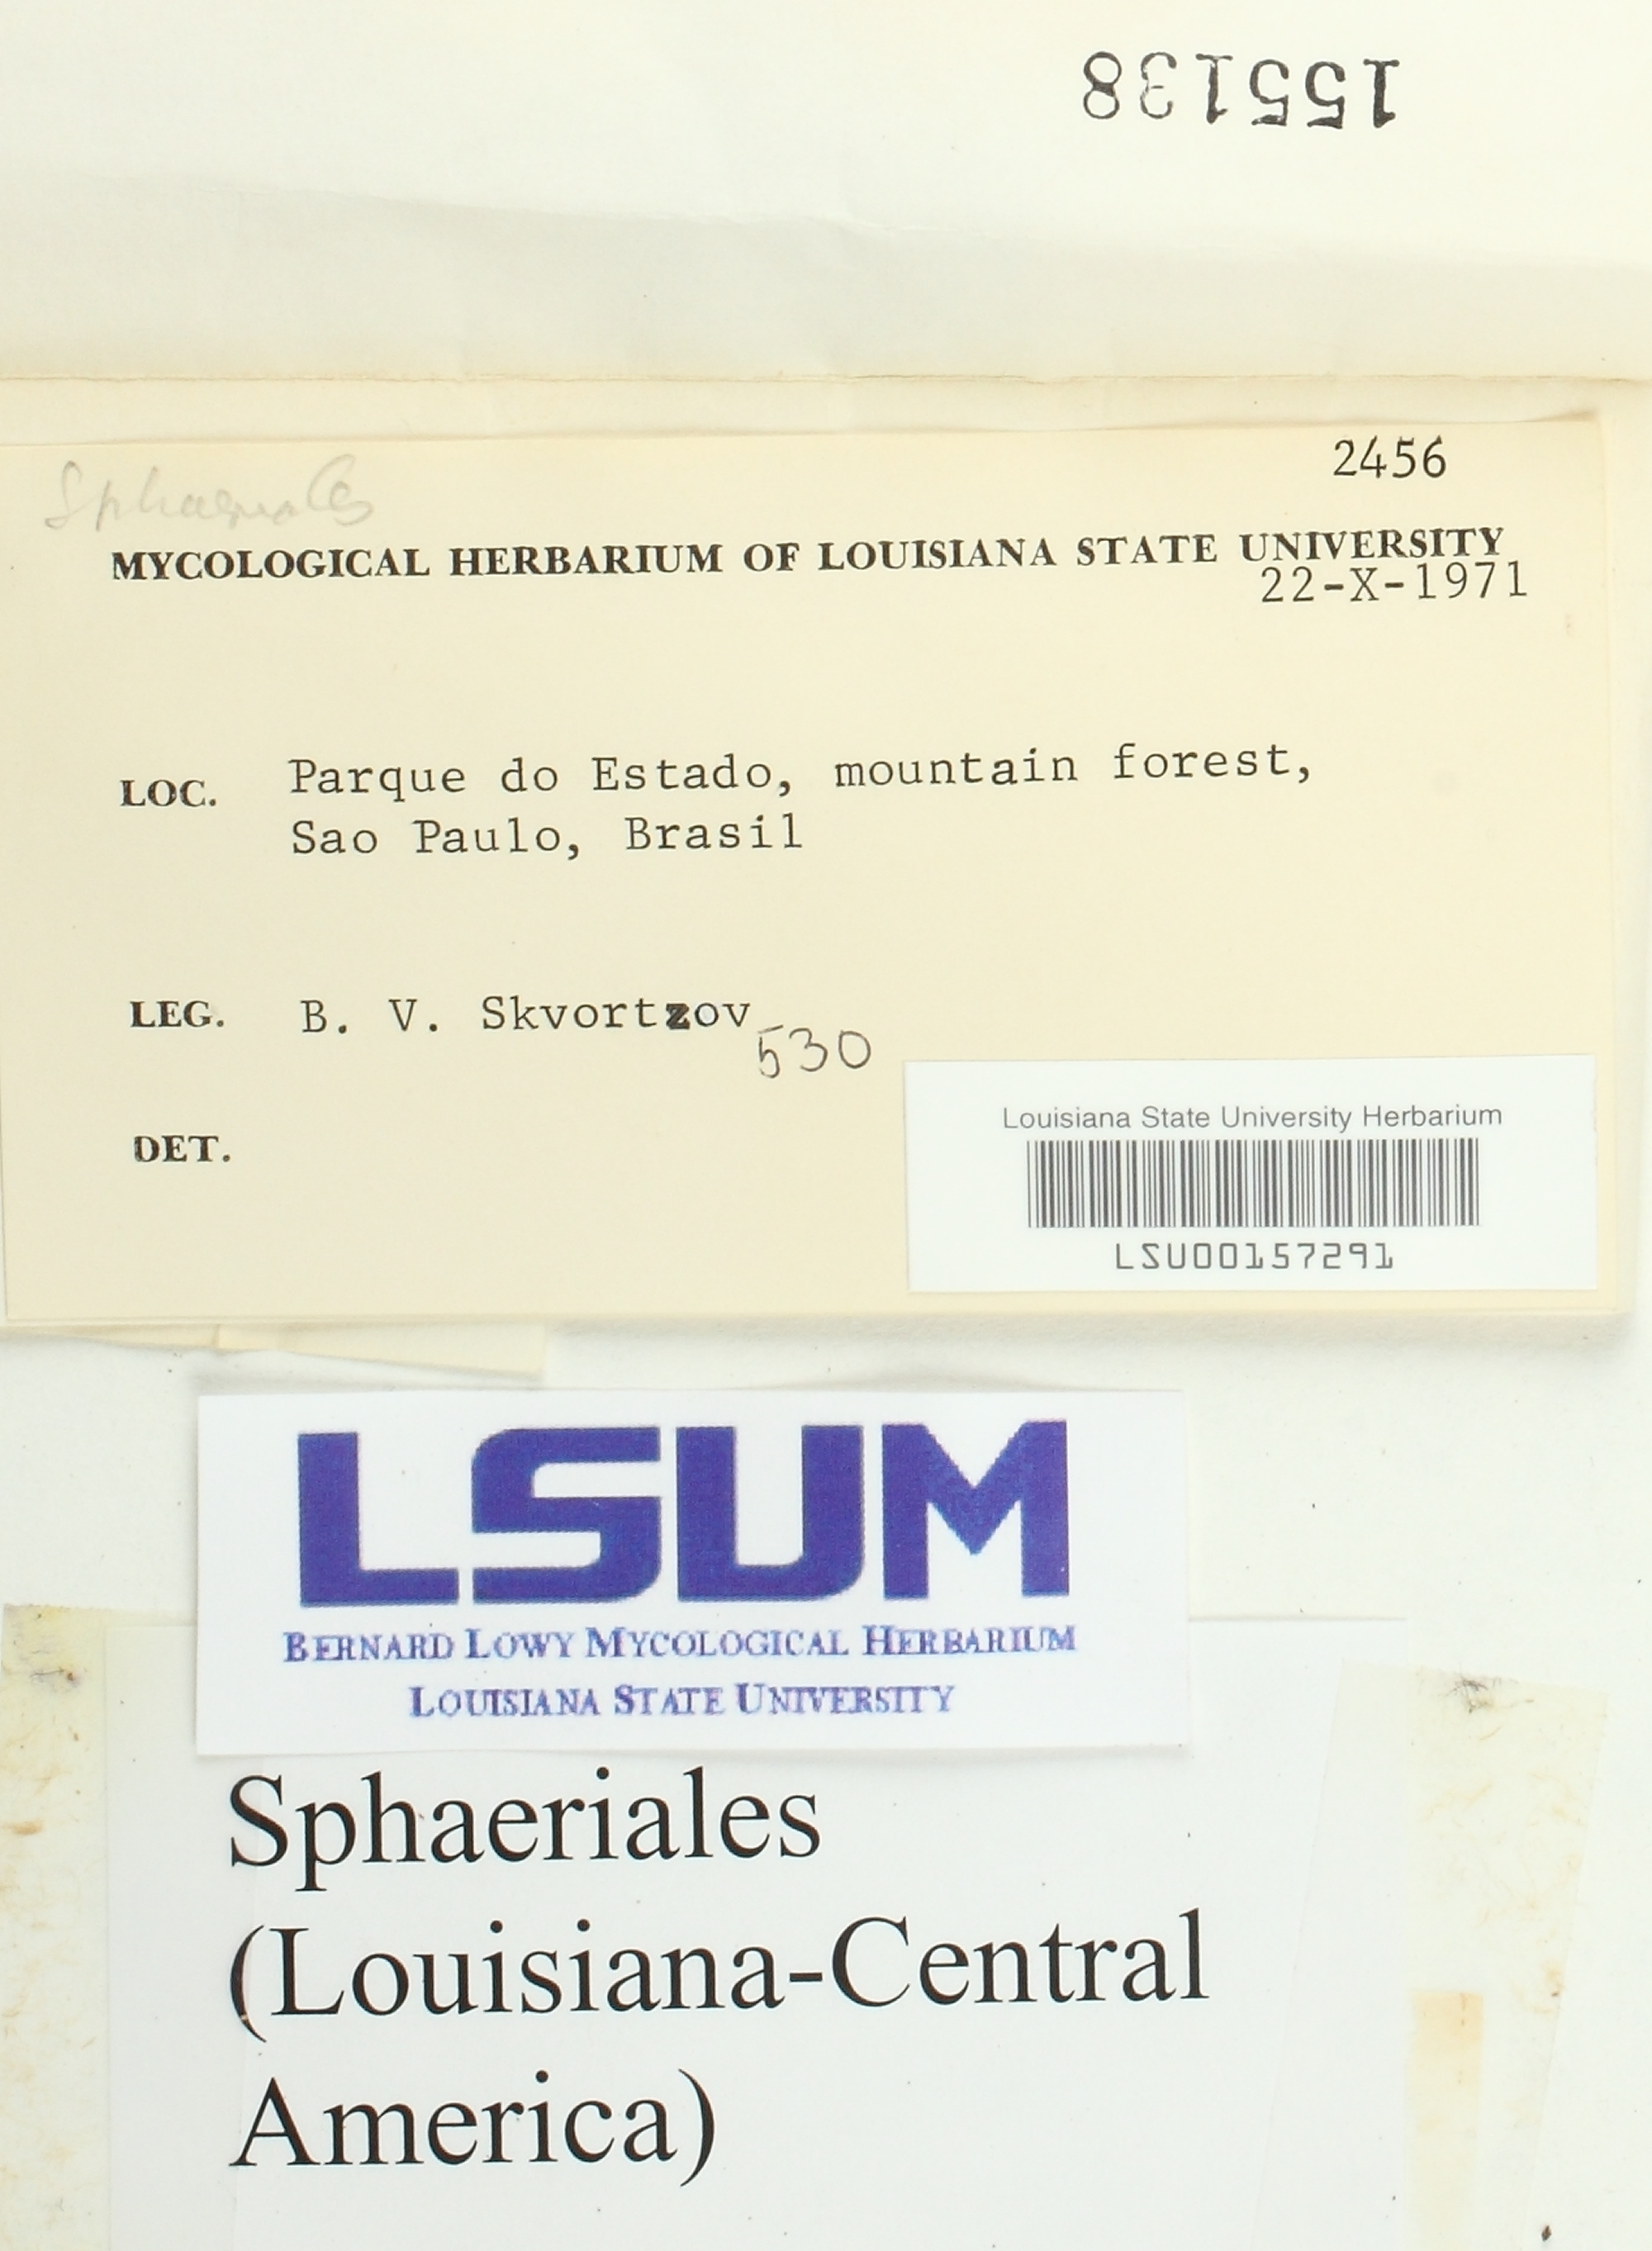 155138
2456
Sphaeriales
MYCOLOGICAL HERBARIUM OF LOUISIANA STATE UNIVERSITY
22-X-1971
LOC. Parque do Estado, mountain forest,
Sao Paulo, Brasil
LEG. B. V. Skvortzov
530
DET.
Louisiana State University Herbarium
LSU00157291
LSUM
BERNARD LOWY MYCOLOGICAL HERBARIUM
LOUISIANA STATE UNIVERSITY
Sphaeriales
(Louisiana-Central
America)